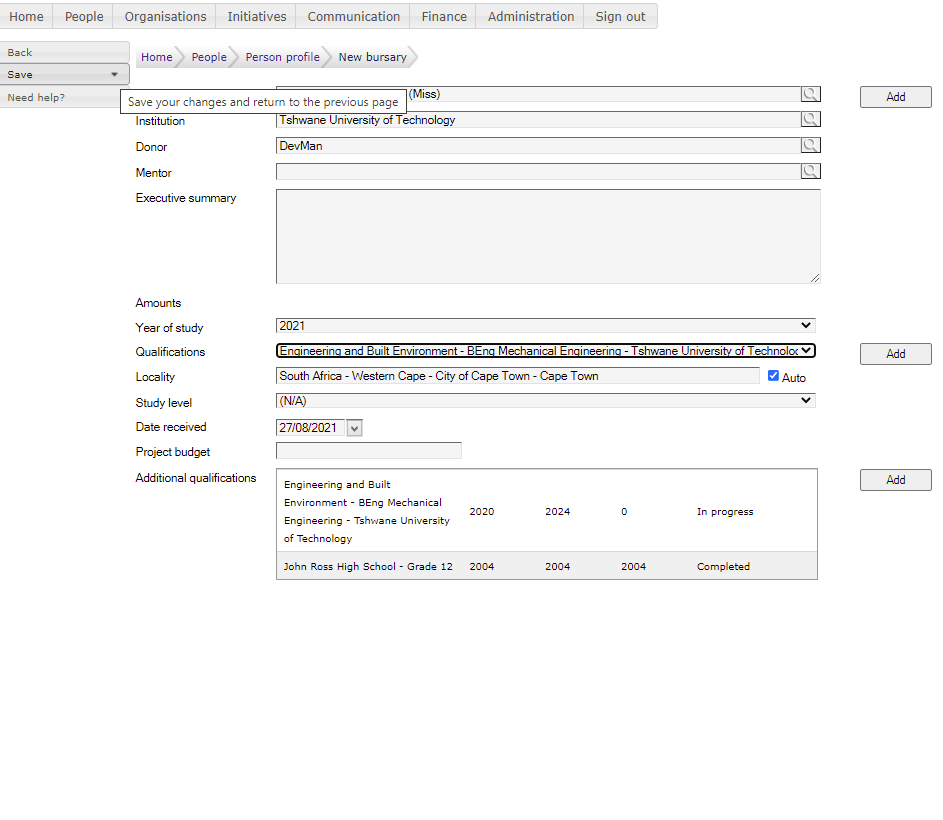 Home People Organisations Initiatives Communication Finance Administration Sign out
Back
Home People Person profile New bursary
Save
Need help?
Save your changes and return to the previous page
(Miss)
Add
Institution Tshwane University of Technology
Donor DevMan
Mentor
Executive summary
Amounts
Year of study 2021
Qualifications Engineering and Built Environment - BEng Mechanical Engineering - Tshwane University of Technolog Add
Locality South Africa - Western Cape - City of Cape Town - Cape Town Auto
Study level (N/A)
Date received 27/08/2021
Project budget
Additional qualifications Add
Engineering and Built
Environment - BEng Mechanical
Engineering - Tshwane University
of Technology
2020 2024 0 In progress
John Ross High School - Grade 12 2004 2004 2004 Completed